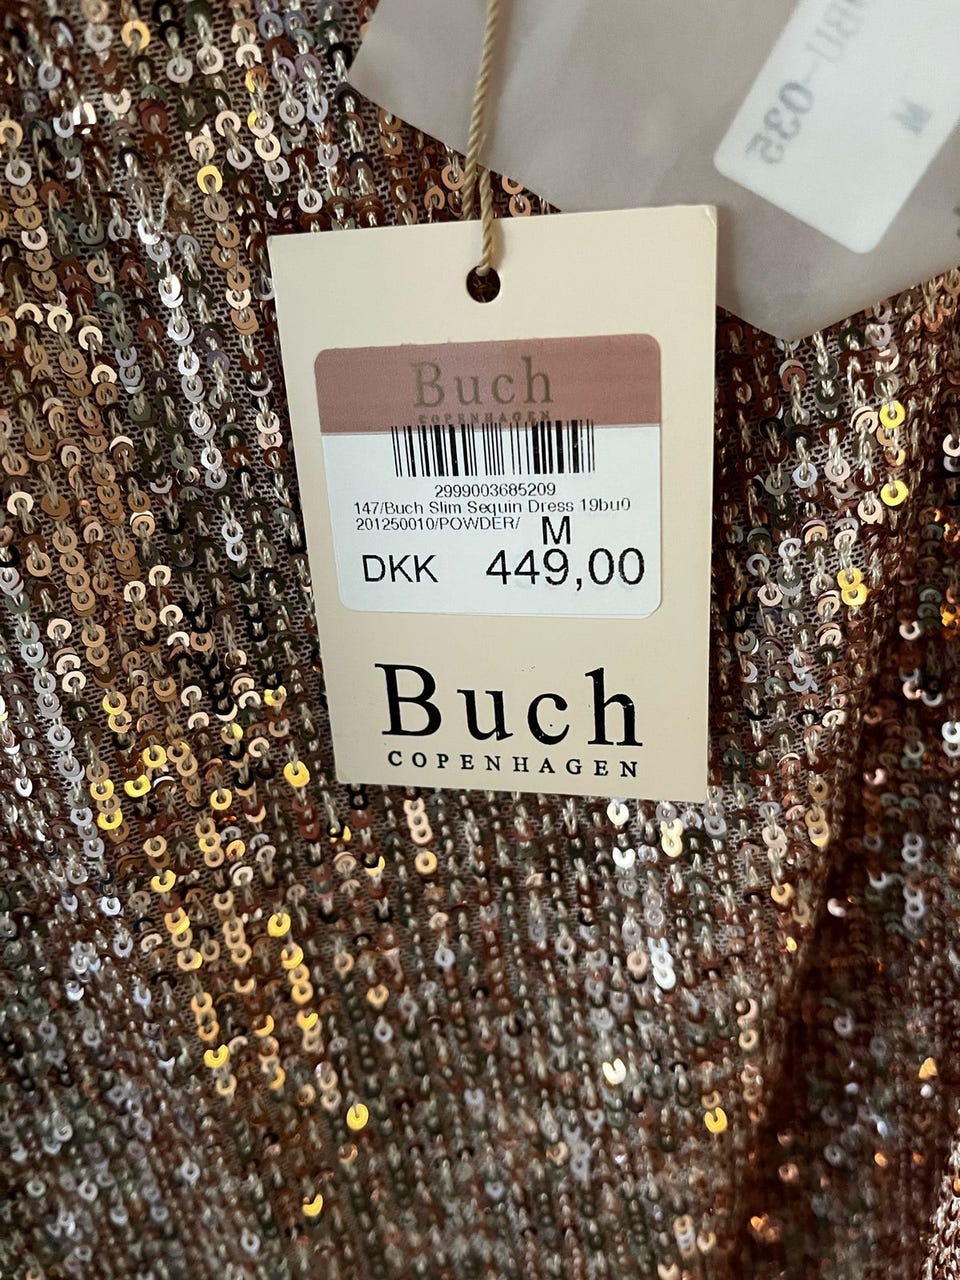 Buch
COPENHAGEN
2999003685209
147/Buch Slim Sequin Dress 19bu0
201250010/POWDER/ M
DKK 449,00
Buch
COPENHAGEN
M